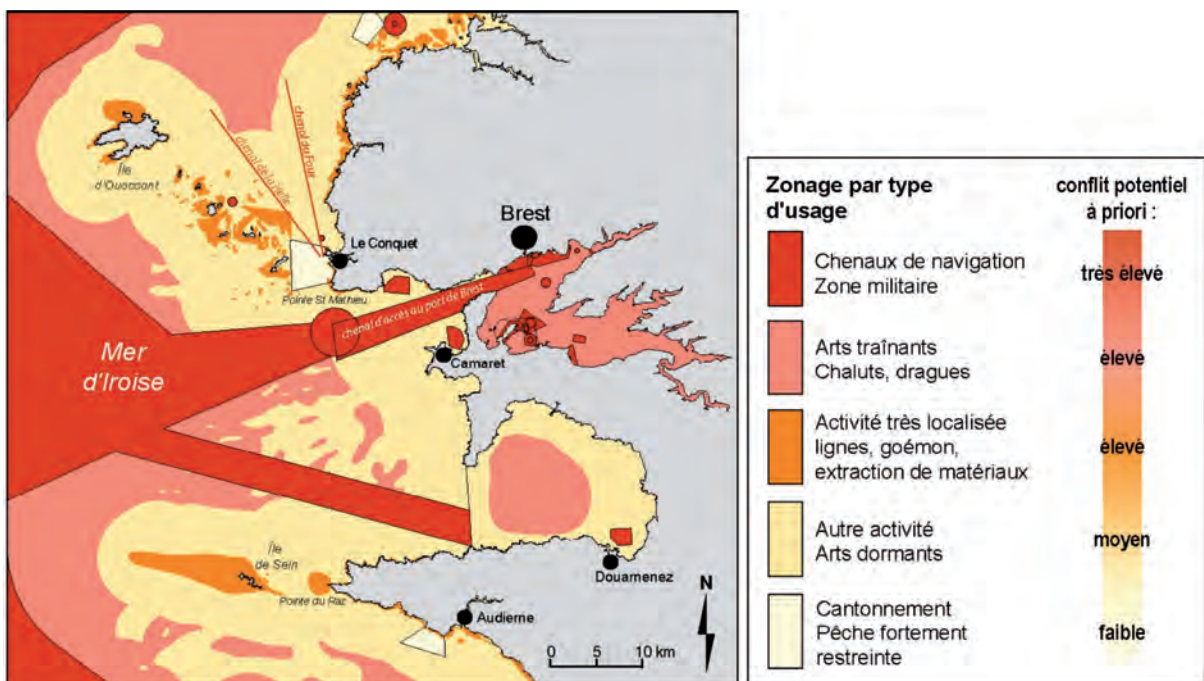 chenal du Four
chenal de la Helle
Île
d'Ouessant
Brest
Le Conquet
Pointe St Mathieu
chenal d'accès au port de Brest
Mer
d'Iroise
Camaret
Île
de Sein
Pointe du Raz
Douarnenez
Audierne
N
0 5 10 km
Zonage par type
d'usage
conflit potentiel
à priori :
Chenaux de navigation
Zone militaire
très élevé
Arts traînants
Chaluts, dragues
élevé
Activité très localisée
lignes, goémon,
extraction de matériaux
élevé
Autre activité
Arts dormants
moyen
Cantonnement
Pêche fortement
restreinte
faible